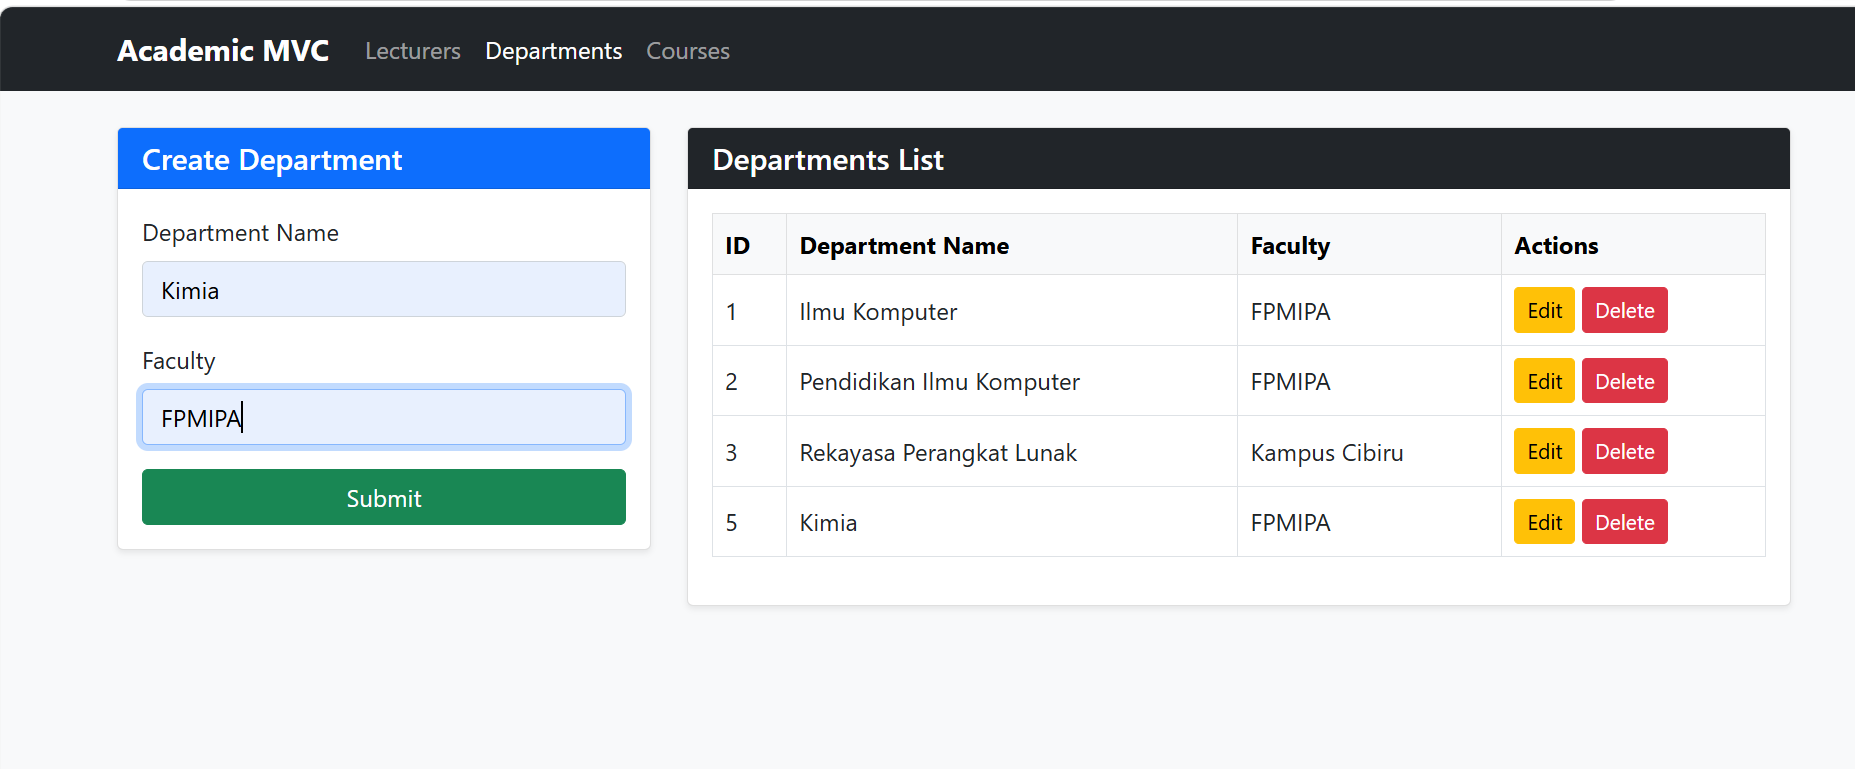 Academic MVC Lecturers Departments Courses
Create Department
Department Name
Kimia
Faculty
FPMIPA
Submit
Departments List
ID Department Name Faculty Actions
1 Ilmu Komputer FPMIPA Edit Delete
2 Pendidikan Ilmu Komputer FPMIPA Edit Delete
3 Rekayasa Perangkat Lunak Kampus Cibiru Edit Delete
5 Kimia FPMIPA Edit Delete